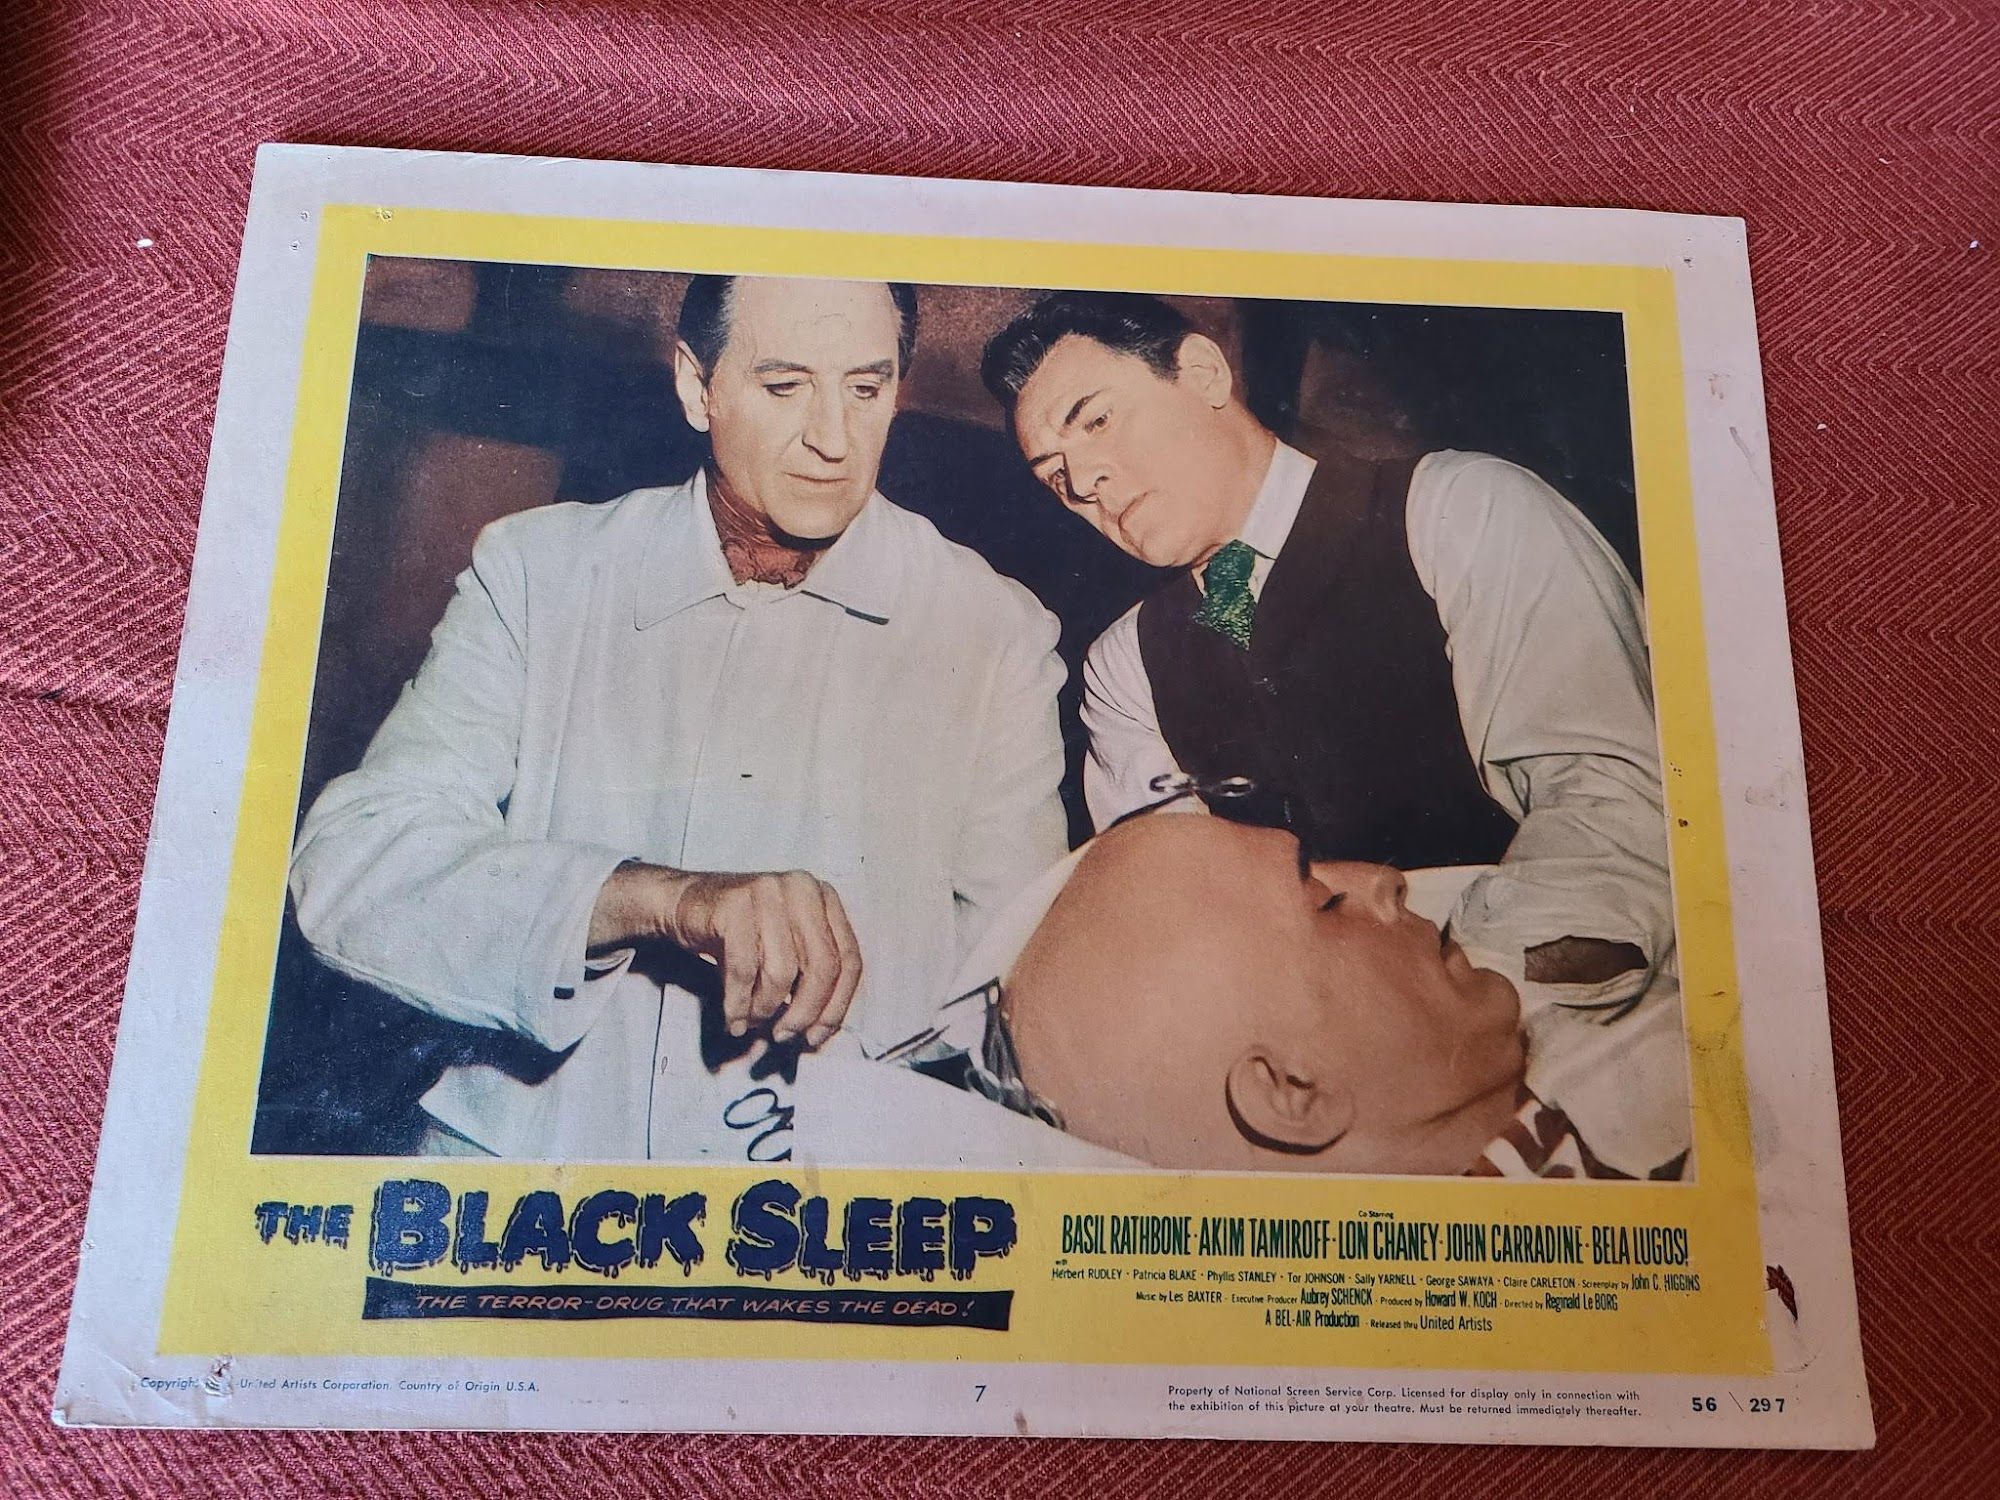 THE BLACK SLEEP
THE TERROR-DRUG THAT WAKES THE DEAD!
Co Starring
BASIL RATHBONE · AKIM TAMIROFF · LON CHANEY · JOHN CARRADINE · BELA LUGOSI
with
Herbert RUDLEY · Patricia BLAKE · Phyllis STANLEY · Tor JOHNSON · Sally YARNELL · George SAWAYA · Claire CARLETON · Screenplay by John C. HIGGINS
Music by Les BAXTER · Executive Producer Aubrey SCHENCK · Produced by Howard W. KOCH · Directed by Reginald Le BORG
A BEL-AIR Production · Released thru United Artists
Copyright United Artists Corporation. Country of Origin U.S.A.
7
Property of National Screen Service Corp. Licensed for display only in connection with
the exhibition of this picture at your theatre. Must be returned immediately thereafter.
56 \ 297